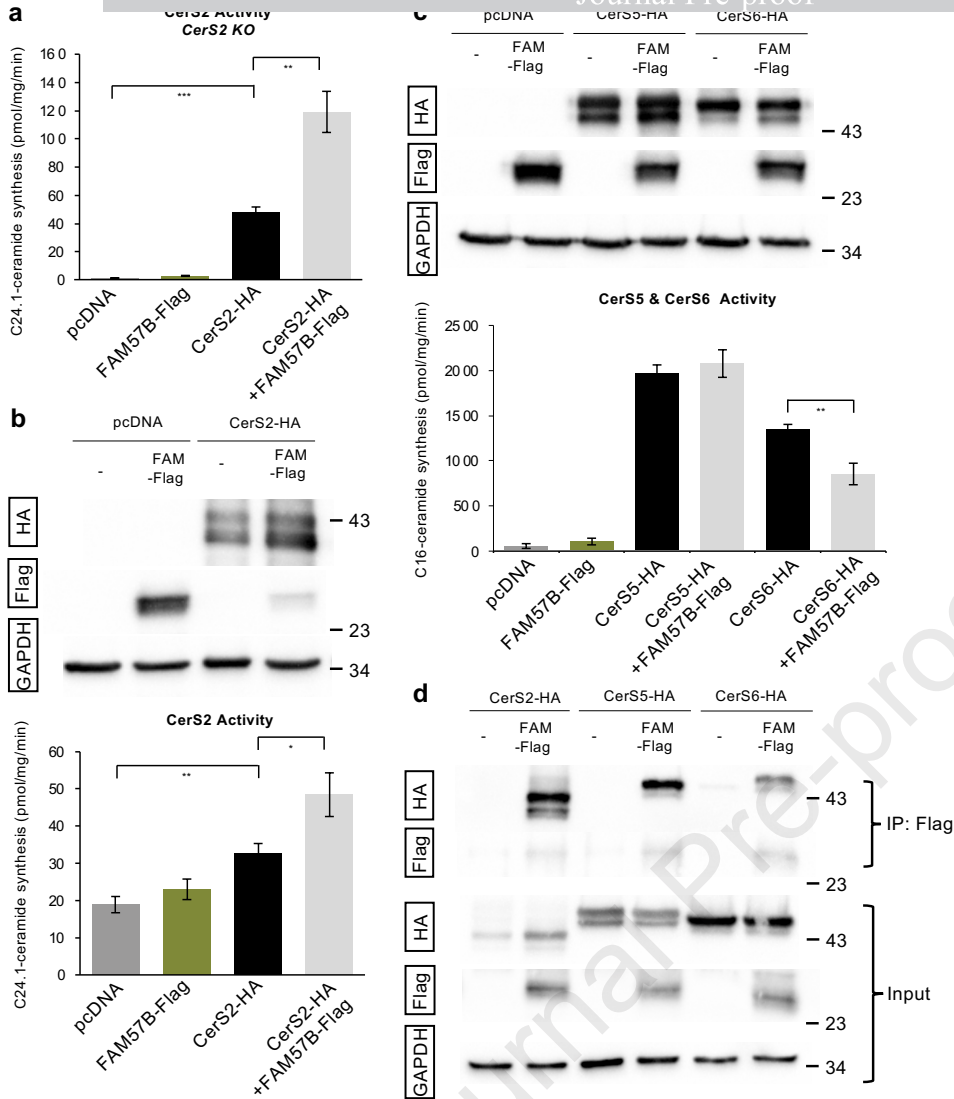 Journal Pre-proof
a
CerS2 Activity
CerS2 KO
C24.1-ceramide synthesis (pmol/mg/min)
160
140
120
100
80
60
40
20
0
***
**
pcDNA
FAM57B-Flag
CerS2-HA
CerS2-HA
+FAM57B-Flag
b
pcDNA
CerS2-HA
-
FAM
-Flag
-
FAM
-Flag
HA
43
Flag
23
GAPDH
34
CerS2 Activity
C24.1-ceramide synthesis (pmol/mg/min)
60
50
40
30
20
10
0
**
*
pcDNA
FAM57B-Flag
CerS2-HA
CerS2-HA
+FAM57B-Flag
c
pcDNA
CerS5-HA
CerS6-HA
-
FAM
-Flag
-
FAM
-Flag
-
FAM
-Flag
HA
43
Flag
23
GAPDH
34
CerS5 & CerS6 Activity
C16-ceramide synthesis (pmol/mg/min)
2500
2000
1500
1000
500
0
**
pcDNA
FAM57B-Flag
CerS5-HA
CerS5-HA
+FAM57B-Flag
CerS6-HA
CerS6-HA
+FAM57B-Flag
d
CerS2-HA
CerS5-HA
CerS6-HA
-
FAM
-Flag
-
FAM
-Flag
-
FAM
-Flag
HA
43
Flag
23
IP: Flag
HA
43
Flag
23
GAPDH
34
Input
Journal Pre-proof